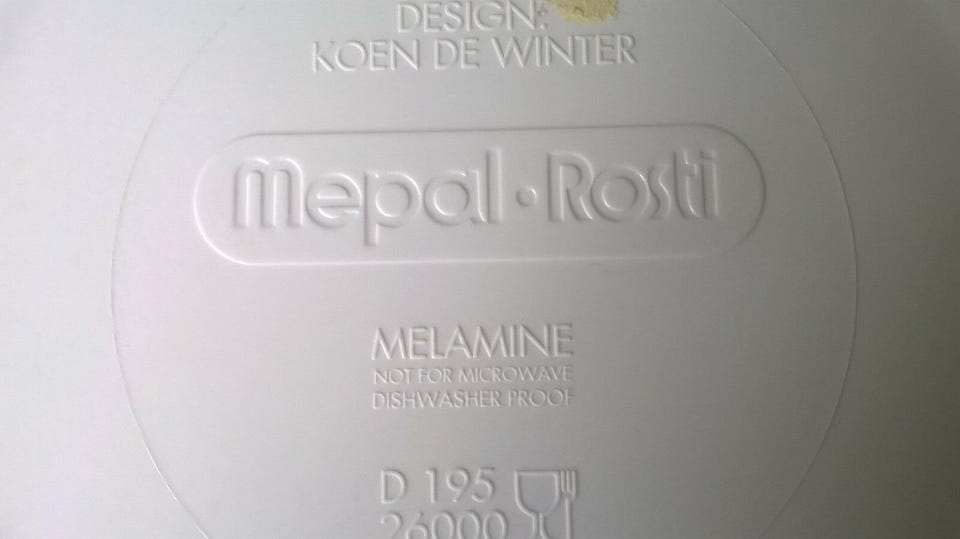 DESIGN:
KOEN DE WINTER
Mepal • Rosti
MELAMINE
NOT FOR MICROWAVE
DISHWASHER PROOF
D 195
26000